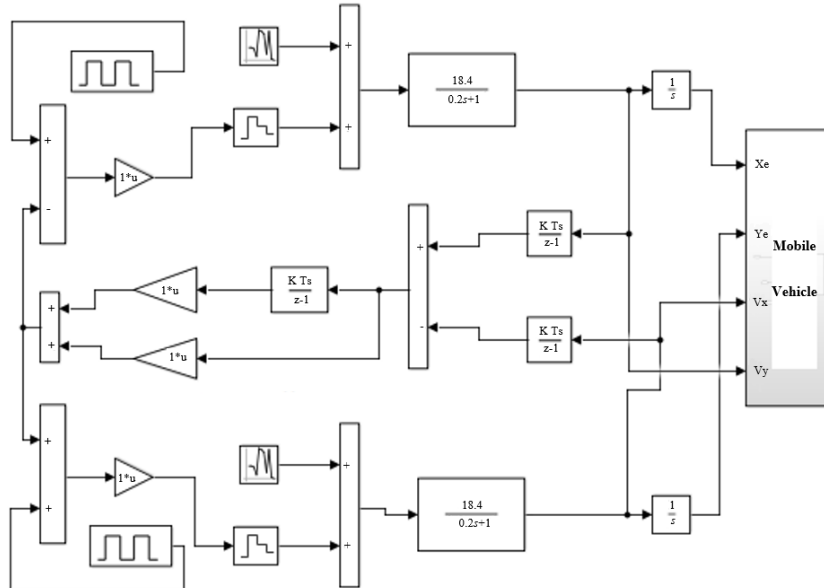 +
+
18.4
0.2s+1
1
s
+
-
1*u
Xe
+
-
K Ts
z-1
Ye
Mobile
Vehicle
Vx
Vy
K Ts
z-1
1*u
K Ts
z-1
+
+
1*u
+
+
1*u
+
+
18.4
0.2s+1
1
s